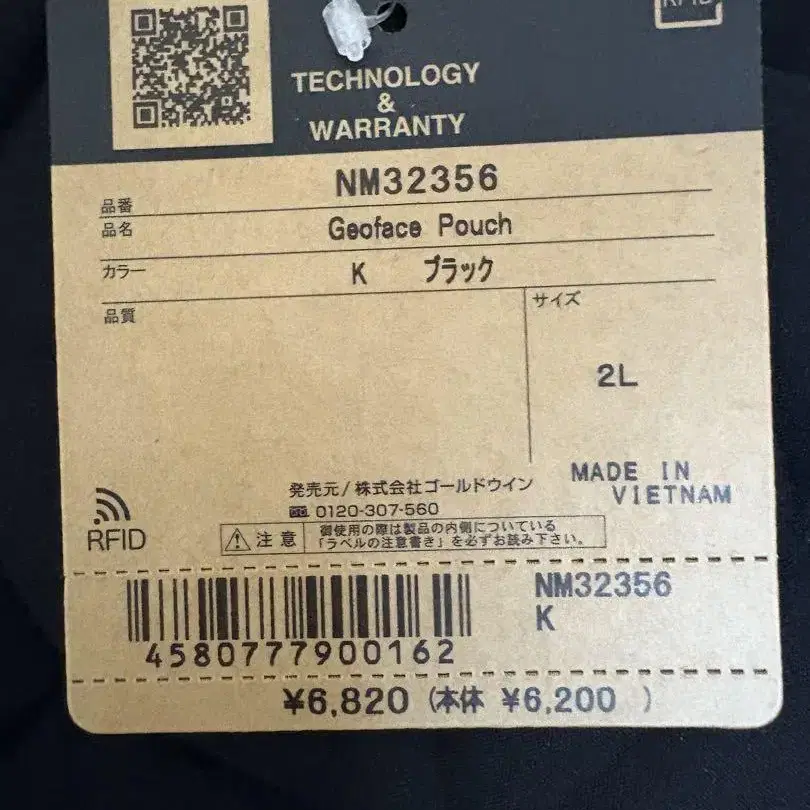 RFID
TECHNOLOGY
&
WARRANTY
品番 NM32356
品名 Geoface Pouch
カラー K ブラック
品質
サイズ
2L
発売元/株式会社ゴールドウイン
0120-307-560
MADE IN
VIETNAM
RFID
注意
御使用の際は製品の内側についている
「ラベルの注意書き」を必ずお読み下さい。
NM32356
K
4580777900162
¥6,820 (本体 ¥6,200 )